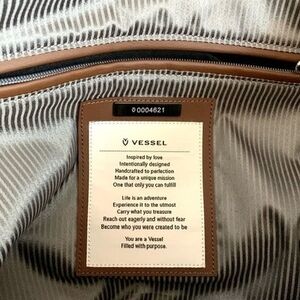 0004621
VESSEL
Inspired by love
Intentionally designed
Handcrafted to perfection
Made for a unique mission
One that only you can fulfill
Life is an adventure
Experience it to the utmost
Carry what you treasure
Reach out eagerly and without fear
Become who you were created to be
You are a Vessel
Filled with purpose.